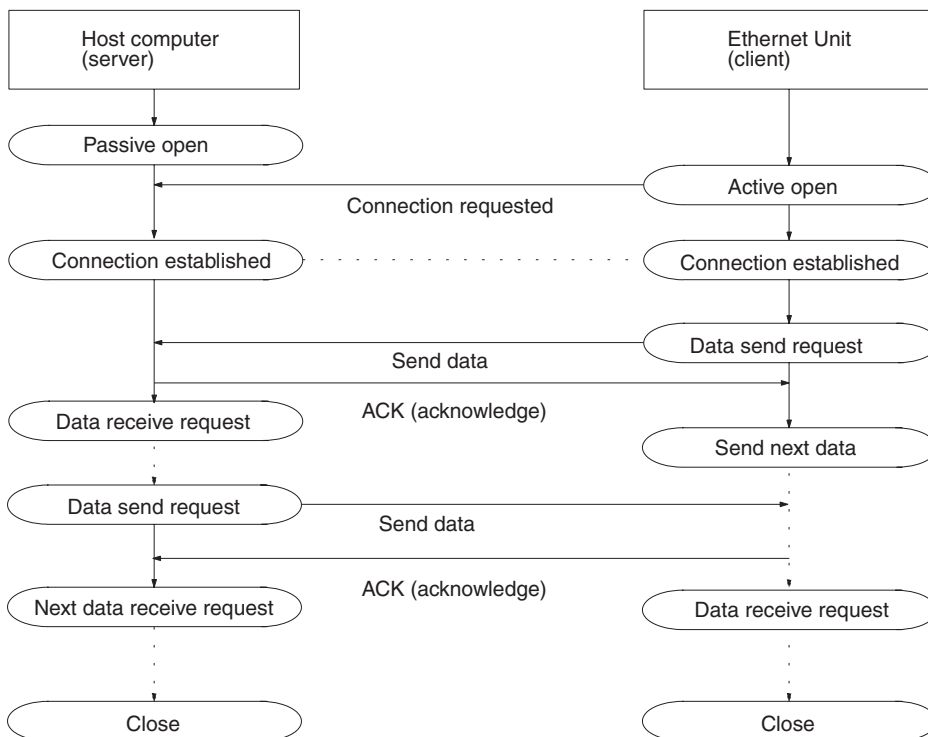 Host computer
(server)
Ethernet Unit
(client)
Passive open
Active open
Connection requested
Connection established
Connection established
Data send request
Send data
ACK (acknowledge)
Data receive request
Send next data
Data send request
Send data
ACK (acknowledge)
Next data receive request
Data receive request
Close
Close